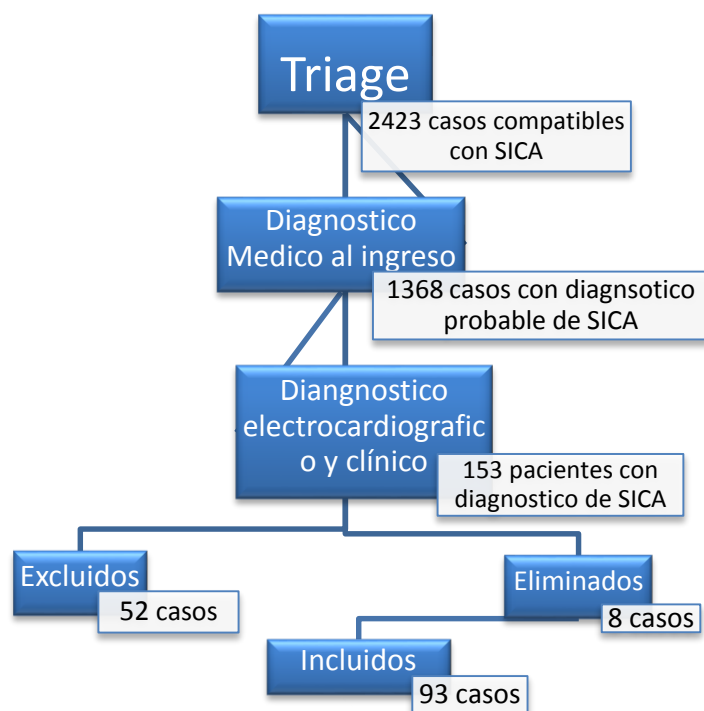 Triage
2423 casos compatibles
con SICA
Diagnostico
Medico al ingreso
1368 casos con diagnsotico
probable de SICA
Diangnostico
electrocardiografic
o y clínico
153 pacientes con
diagnostico de SICA
Excluidos
52 casos
Eliminados
8 casos
Incluidos
93 casos